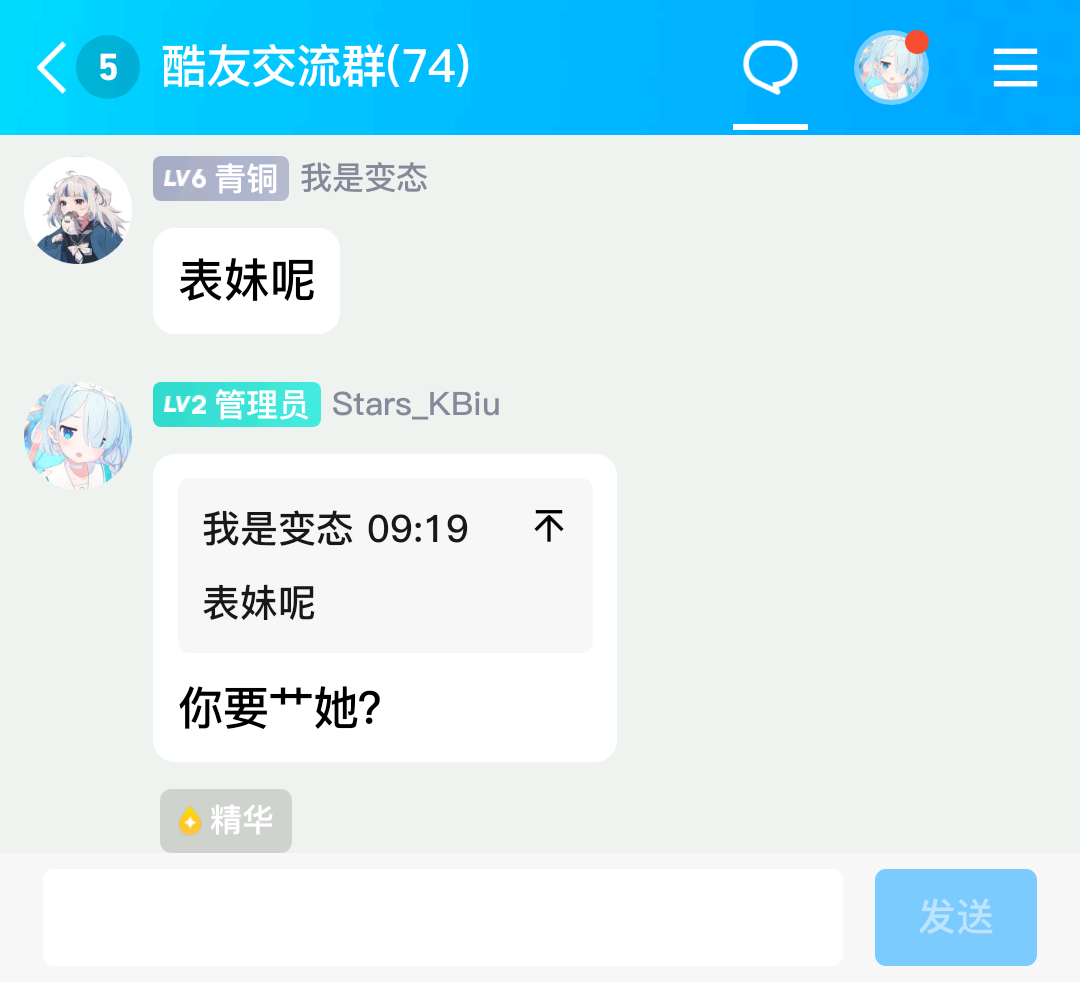 5 酷友交流群(74)
LV6 青铜 我是变态
表妹呢
LV2 管理员 Stars_KBiu
我是变态 09:19
表妹呢
你要艹她?
精华
发送